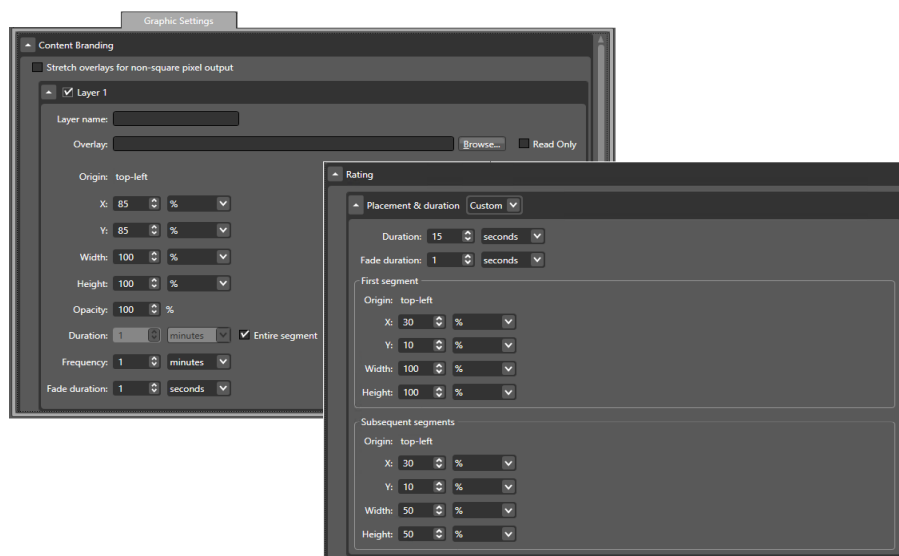 Graphic Settings
Content Branding
Stretch overlays for non-square pixel output
Layer 1
Layer name:
Overlay: Browse... Read Only
Origin: top-left
X: 85 %
Y: 85 %
Width: 100 %
Height: 100 %
Opacity: 100 %
Duration: 1 minutes Entire segment
Frequency: 1 minutes
Fade duration: 1 seconds
Rating
Placement & duration Custom
Duration: 15 seconds
Fade duration: 1 seconds
First segment
Origin: top-left
X: 30 %
Y: 10 %
Width: 100 %
Height: 100 %
Subsequent segments
Origin: top-left
X: 30 %
Y: 10 %
Width: 50 %
Height: 50 %